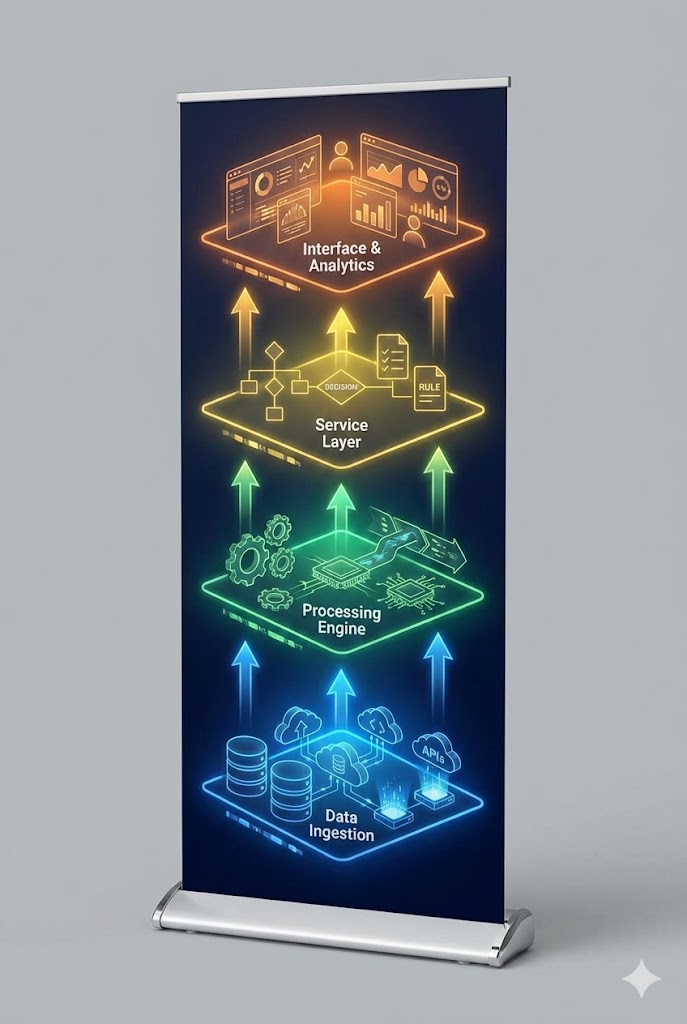 Interface &
Analytics
DECISION
RULE
Service
Layer
Processing
Engine
APIs
Data
Ingestion